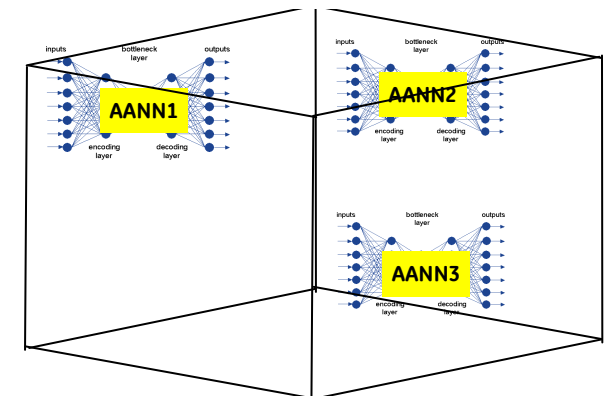 inputs
bottleneck
layer
outputs
AANN1
encoding
layer
decoding
layer
inputs
bottleneck
layer
outputs
AANN2
encoding
layer
decoding
layer
inputs
bottleneck
layer
outputs
AANN3
encoding
layer
decoding
layer